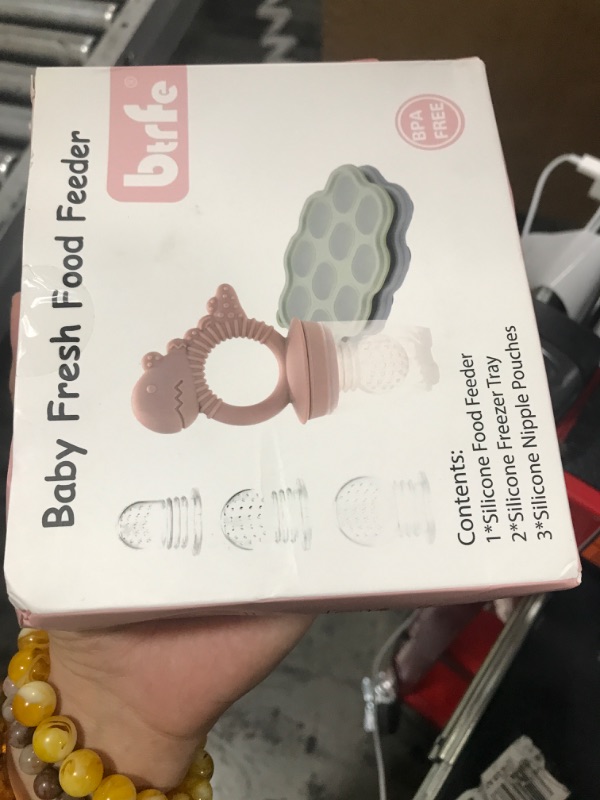 btrfe®
Baby Fresh Food Feeder
BPA
FREE
Contents:
1*Silicone Food Feeder
2*Silicone Freezer Tray
3*Silicone Nipple Pouches